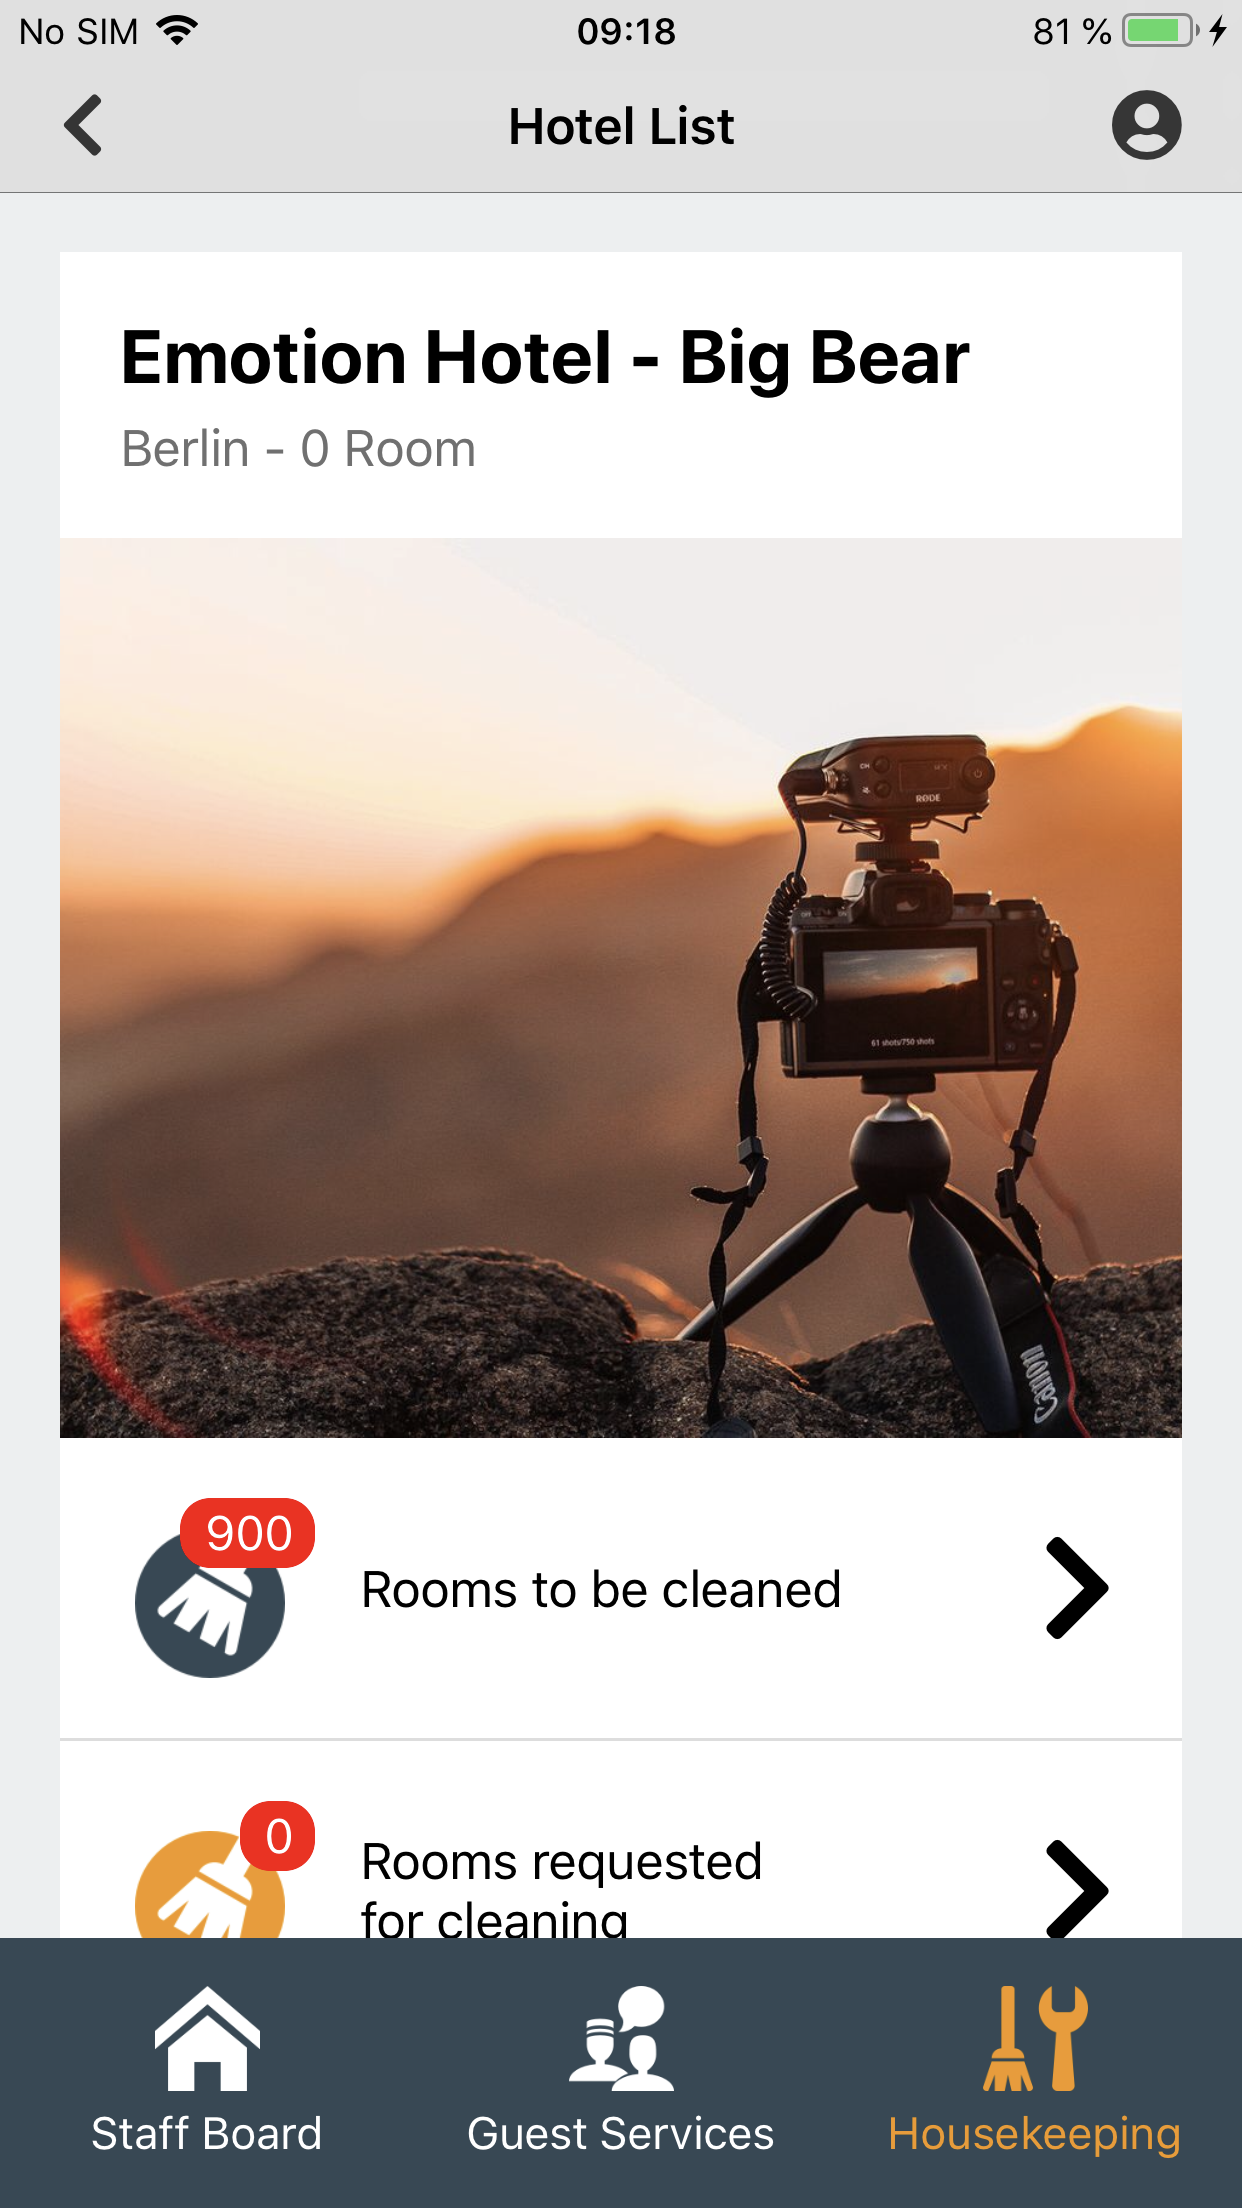 No SIM 09:18 81 %
Hotel List
Emotion Hotel - Big Bear
Berlin - 0 Room
RØDE
61 shots/750 shots
Canon
900
Rooms to be cleaned
0
Rooms requested
for cleaning
Staff Board Guest Services Housekeeping